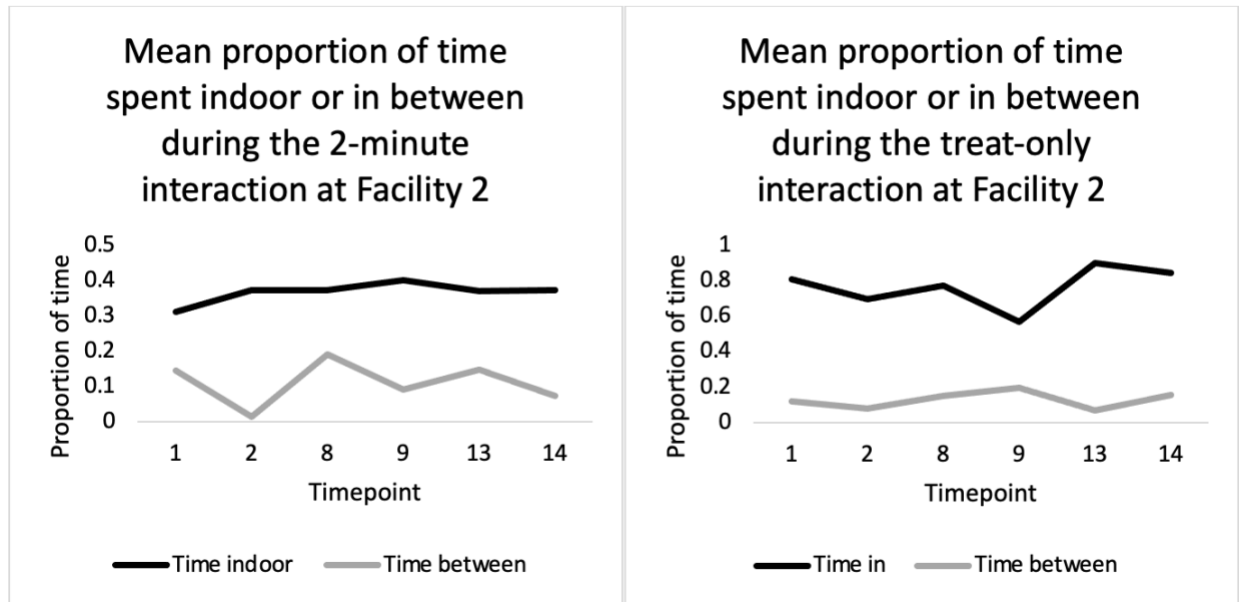 Mean proportion of time
spent indoor or in between
during the 2-minute
interaction at Facility 2
0.5
0.4
0.3
0.2
0.1
0
Proportion of time
1 2 8 9 13 14
Timepoint
Time indoor Time between
Mean proportion of time
spent indoor or in between
during the treat-only
interaction at Facility 2
1
0.8
0.6
0.4
0.2
0
Proportion of time
1 2 8 9 13 14
Timepoint
Time in Time between